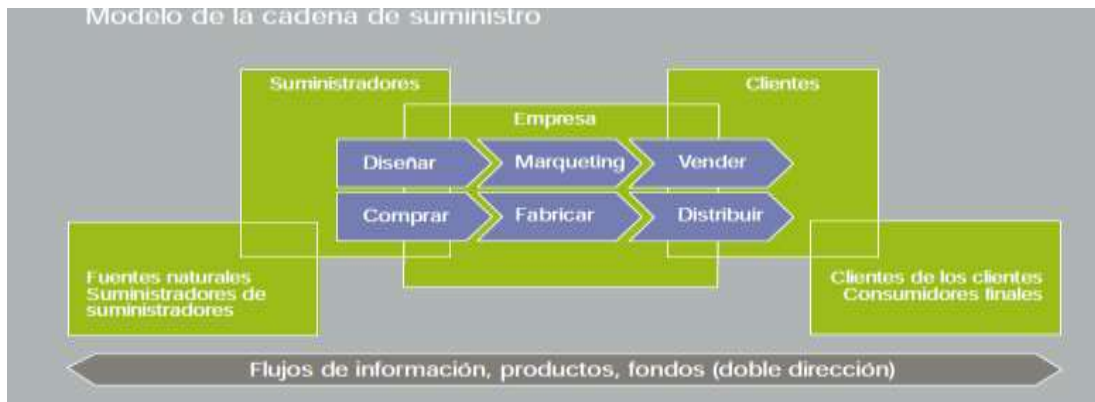 Modelo de la cadena de suministro
Suministradores
Clientes
Empresa
Diseñar
Marqueting
Vender
Comprar
Fabricar
Distribuir
Fuentes naturales
Suministradores de
suministradores
Clientes de los clientes
Consumidores finales
Flujos de información, productos, fondos (doble dirección)